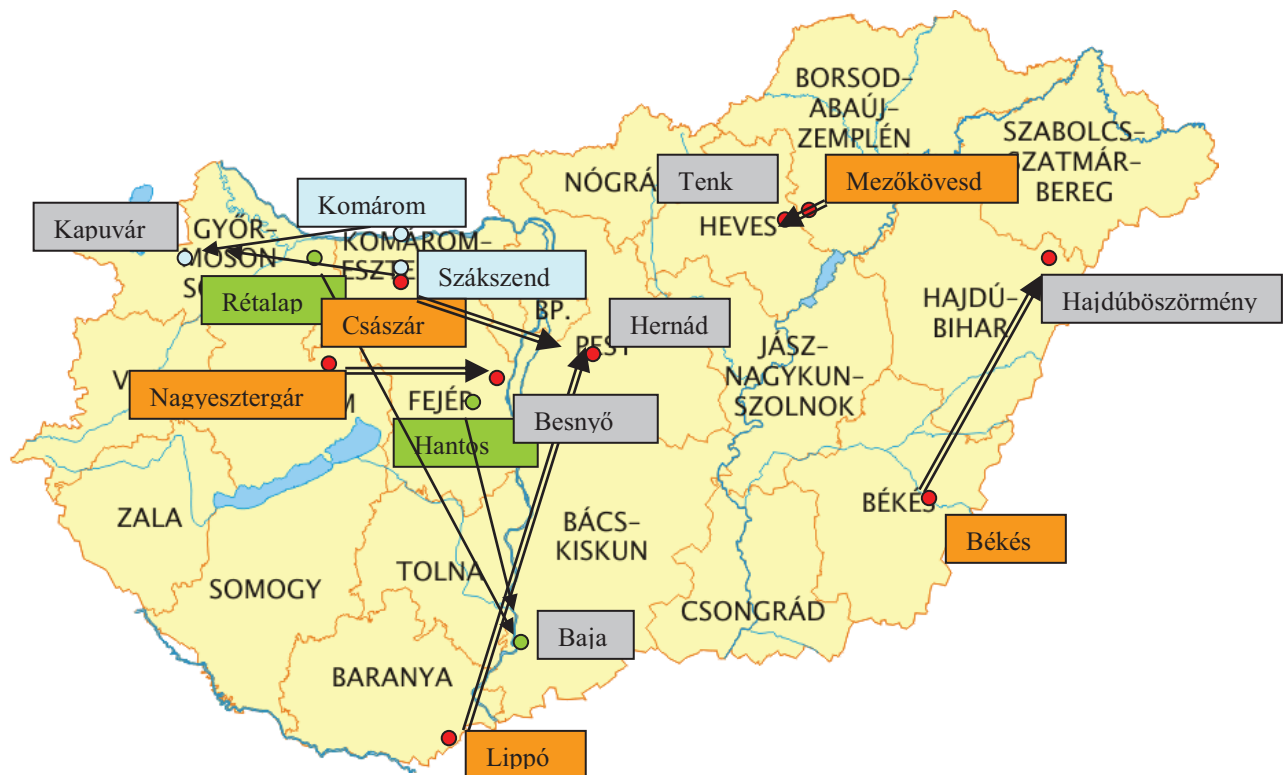 BORSOD–
ABAÚJ–
ZEMPLÉN
SZABOLCS–
SZATMÁR–
BEREG
NÓGRÁ
Tenk
Mezőkövesd
HEVES
Komárom
Kapuvár
GYŐR–
MOSON
KOMÁROM–
ESZTE
Szákszend
Rétalap
Császár
BP.
Hernád
PEST
HAJDÚ–
BIHAR
Hajdúböszörmény
JÁSZ–
NAGYKUN–
SZOLNOK
V
M
Nagyesztergár
FEJÉR
Besnyő
Hantos
ZALA
BÉKÉS
Békés
BÁCS–
KISKUN
SOMOGY
TOLNA
CSONGRÁD
Baja
BARANYA
Lippó